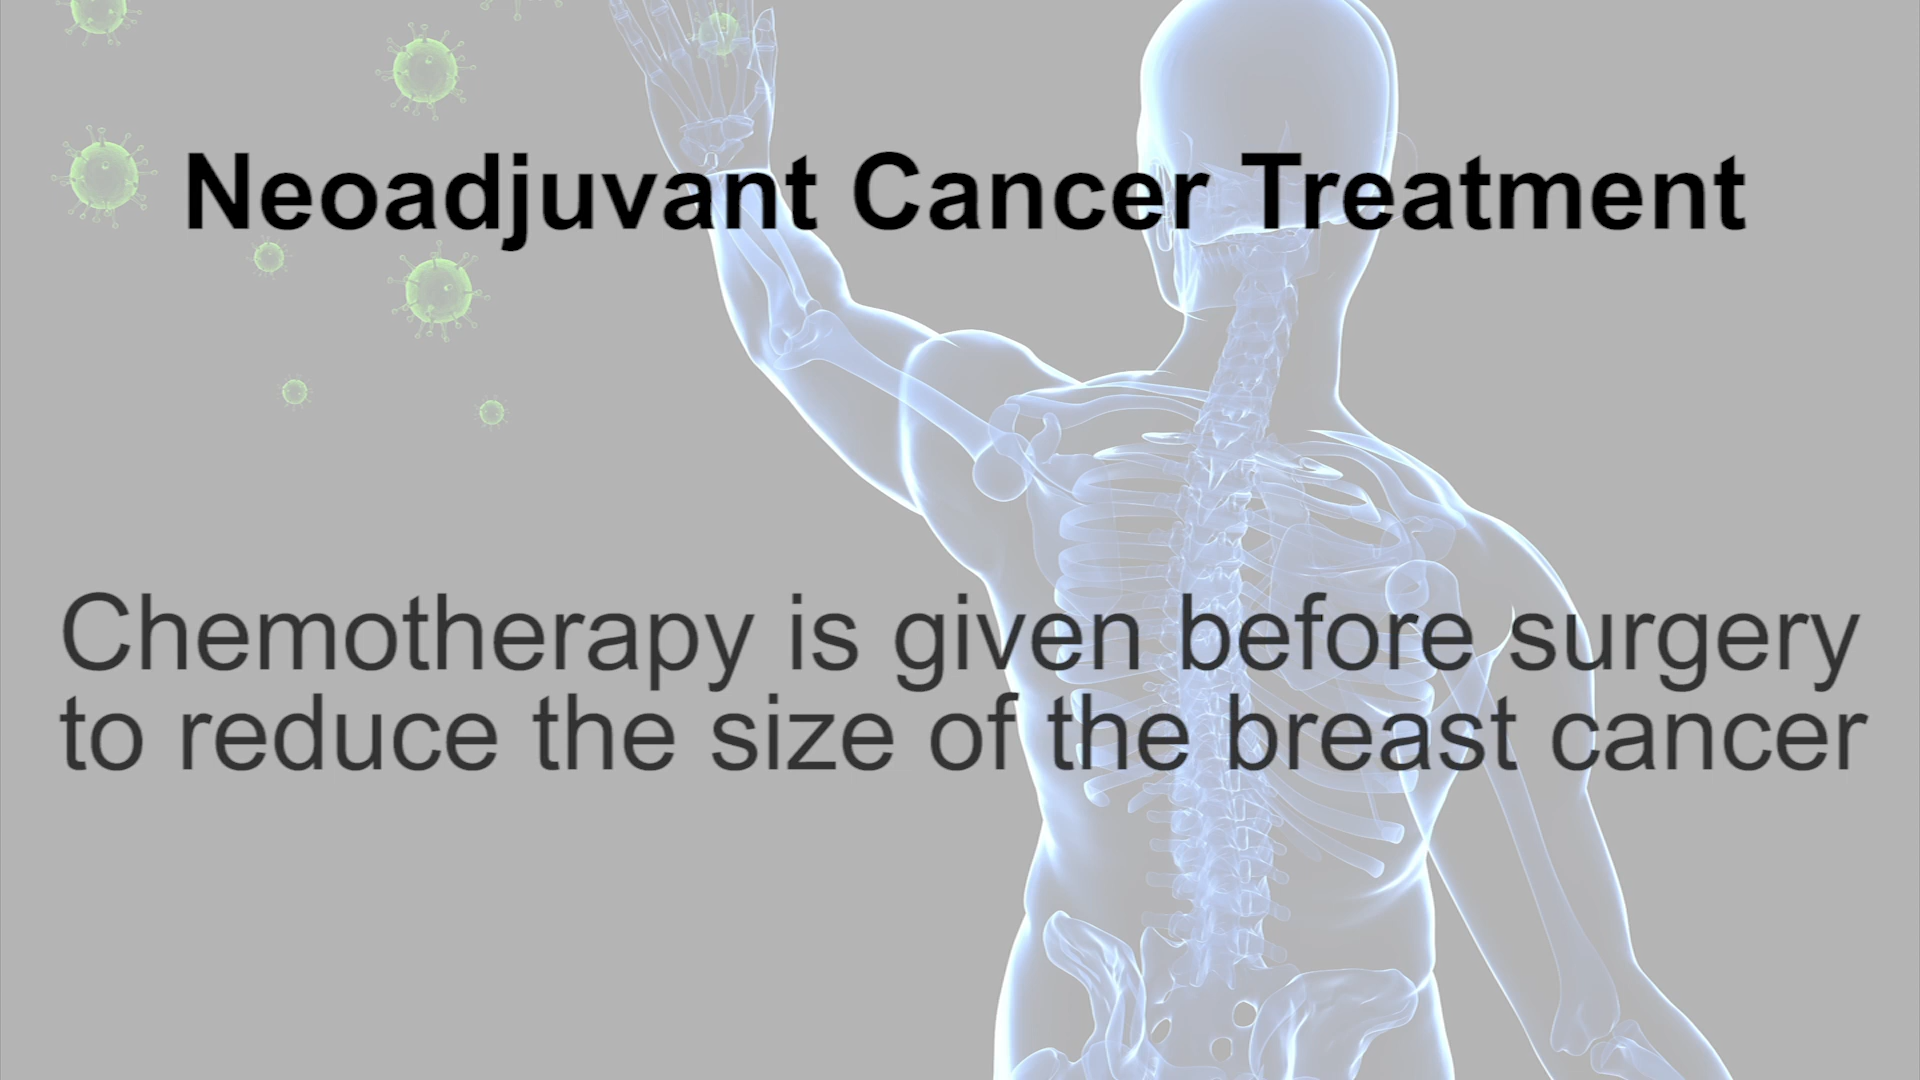 Neoadjuvant Cancer Treatment
Chemotherapy is given before surgery
to reduce the size of the breast cancer